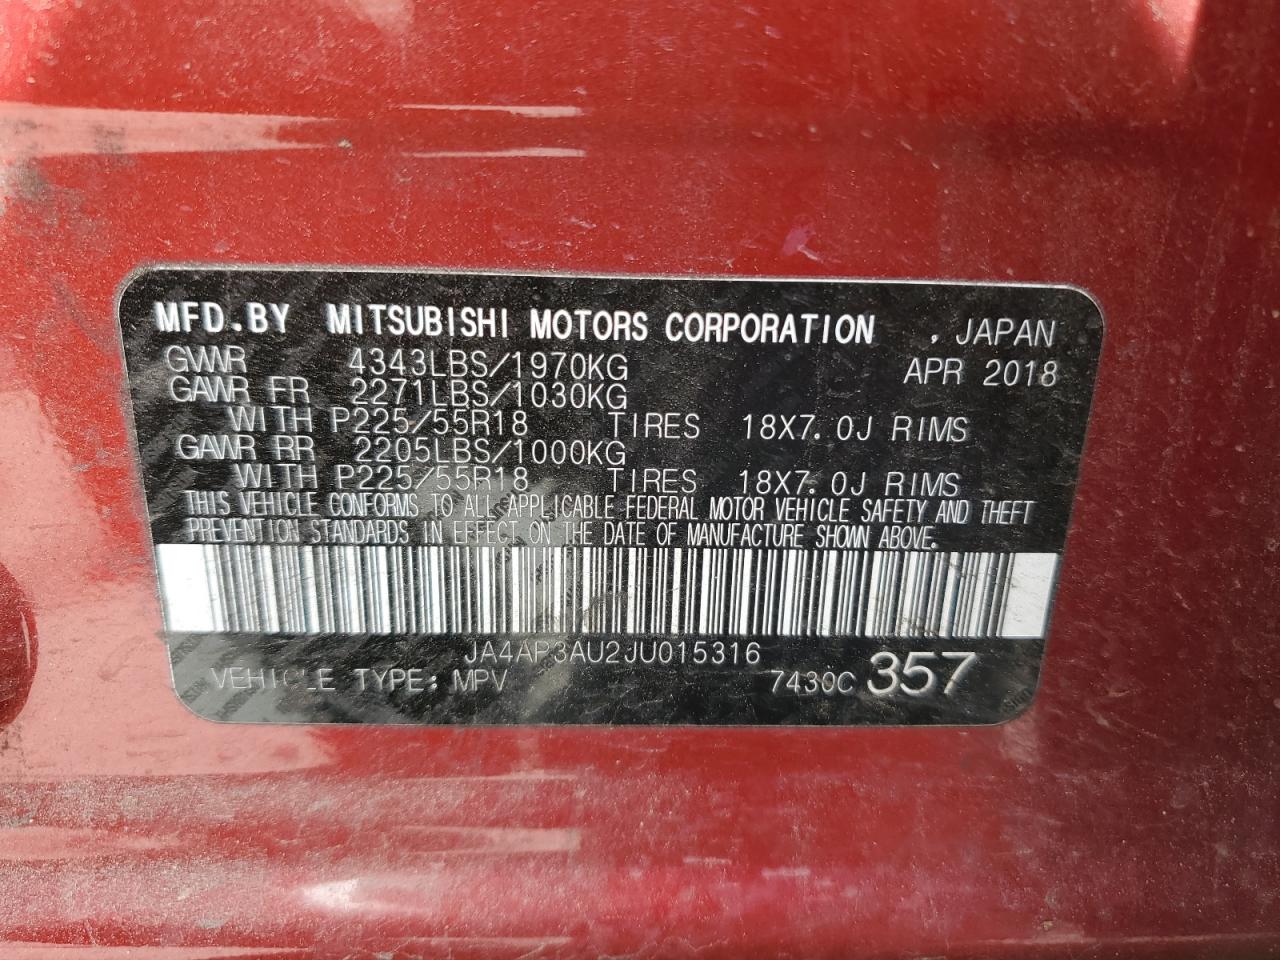 MFD.BY MITSUBISHI MOTORS CORPORATION , JAPAN
GVWR 4343LBS/1970KG APR 2018
GAWR FR 2271LBS/1030KG
WITH P225/55R18 TIRES 18X7.0J RIMS
GAWR RR 2205LBS/1000KG
WITH P225/55R18 TIRES 18X7.0J RIMS
THIS VEHICLE CONFORMS TO ALL APPLICABLE FEDERAL MOTOR VEHICLE SAFETY AND THEFT
PREVENTION STANDARDS IN EFFECT ON THE DATE OF MANUFACTURE SHOWN ABOVE.
JA4AP3AU2JU015316
VEHICLE TYPE: MPV 7430C 357